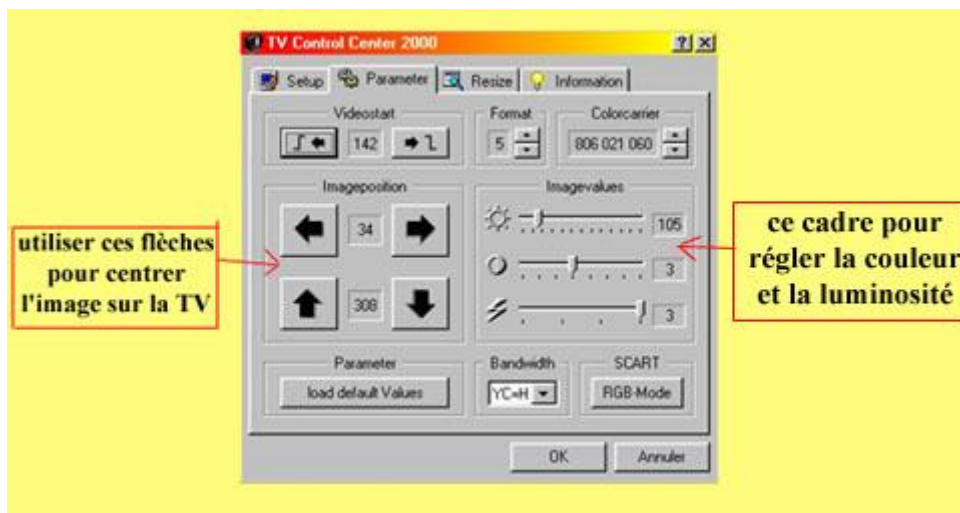 TV Control Center 2000
Setup Parameter Resize Information
Videostart Format Colorcarrier
142 5 806 021 060
Imageposition Imagevalues
34 105
3
308 3
utiliser ces flèches
pour centrer
l'image sur la TV
ce cadre pour
régler la couleur
et la luminosité
Parameter Bandwidth SCART
load default Values YC=H RGB-Mode
OK Annuler